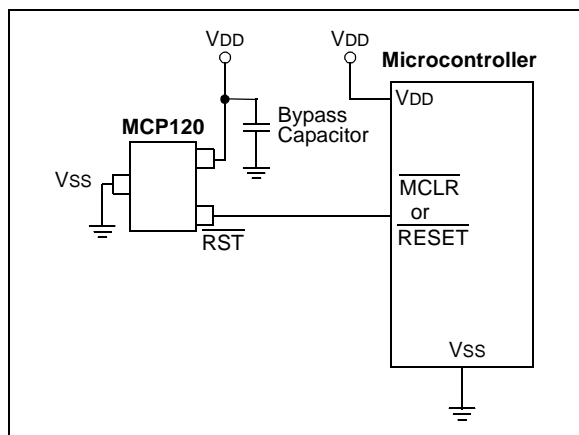 VDD
VDD
Microcontroller
VDD
Bypass
Capacitor
MCP120
VSS
MCLR
or
RESET
RST
VSS